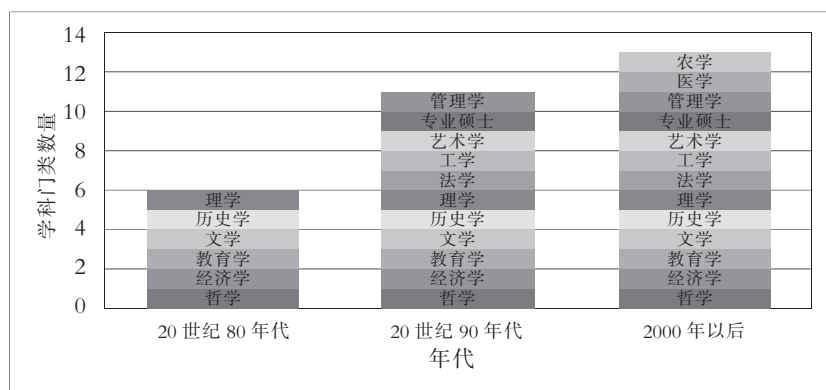 14
12
10
8
6
4
2
0
学科门类数量
理学
历史学
文学
教育学
经济学
哲学
管理学
专业硕士
艺术学
工学
法学
理学
历史学
文学
教育学
经济学
哲学
农学
医学
管理学
专业硕士
艺术学
工学
法学
理学
历史学
文学
教育学
经济学
哲学
20 世纪 80 年代
20 世纪 90 年代
2000 年以后
年代